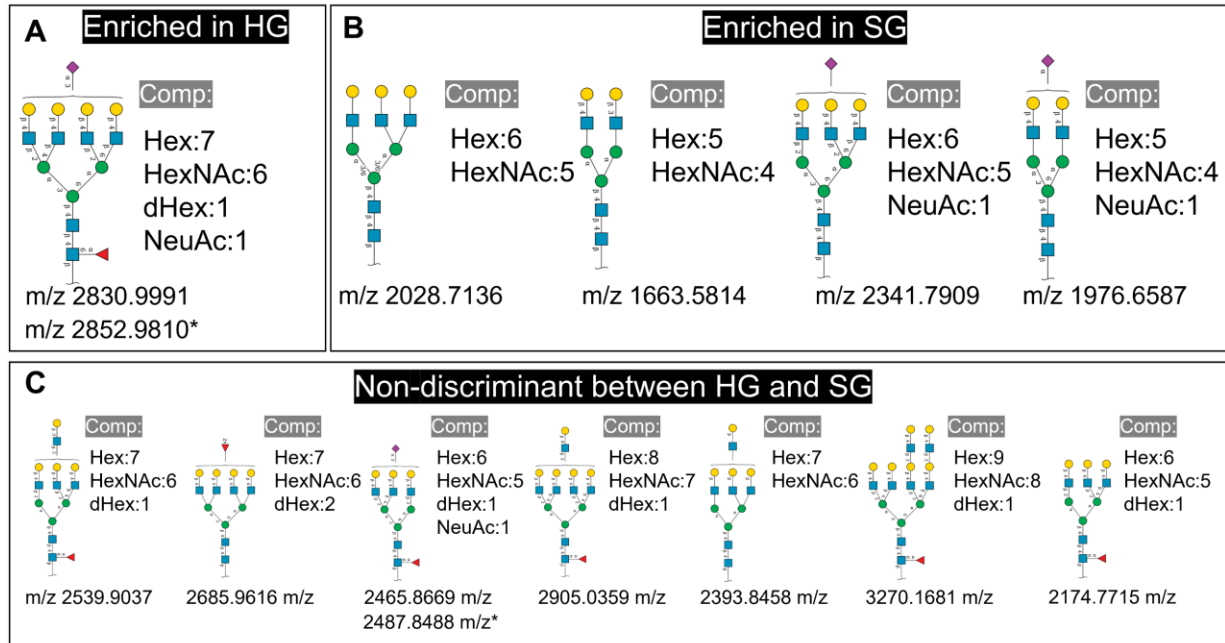 A
Enriched in HG
Comp:
Hex:7
HexNAc:6
dHex:1
NeuAc:1
m/z 2830.9991
m/z 2852.9810*
B
Enriched in SG
Comp:
Hex:6
HexNAc:5
m/z 2028.7136
Comp:
Hex:5
HexNAc:4
m/z 1663.5814
Comp:
Hex:6
HexNAc:5
NeuAc:1
m/z 2341.7909
Comp:
Hex:5
HexNAc:4
NeuAc:1
m/z 1976.6587
C
Non-discriminant between HG and SG
Comp:
Hex:7
HexNAc:6
dHex:1
m/z 2539.9037
Comp:
Hex:7
HexNAc:6
dHex:2
2685.9616 m/z
Comp:
Hex:6
HexNAc:5
dHex:1
NeuAc:1
2465.8669 m/z
2487.8488 m/z*
Comp:
Hex:8
HexNAc:7
dHex:1
2905.0359 m/z
Comp:
Hex:7
HexNAc:6
2393.8458 m/z
Comp:
Hex:9
HexNAc:8
dHex:1
3270.1681 m/z
Comp:
Hex:6
HexNAc:5
dHex:1
2174.7715 m/z